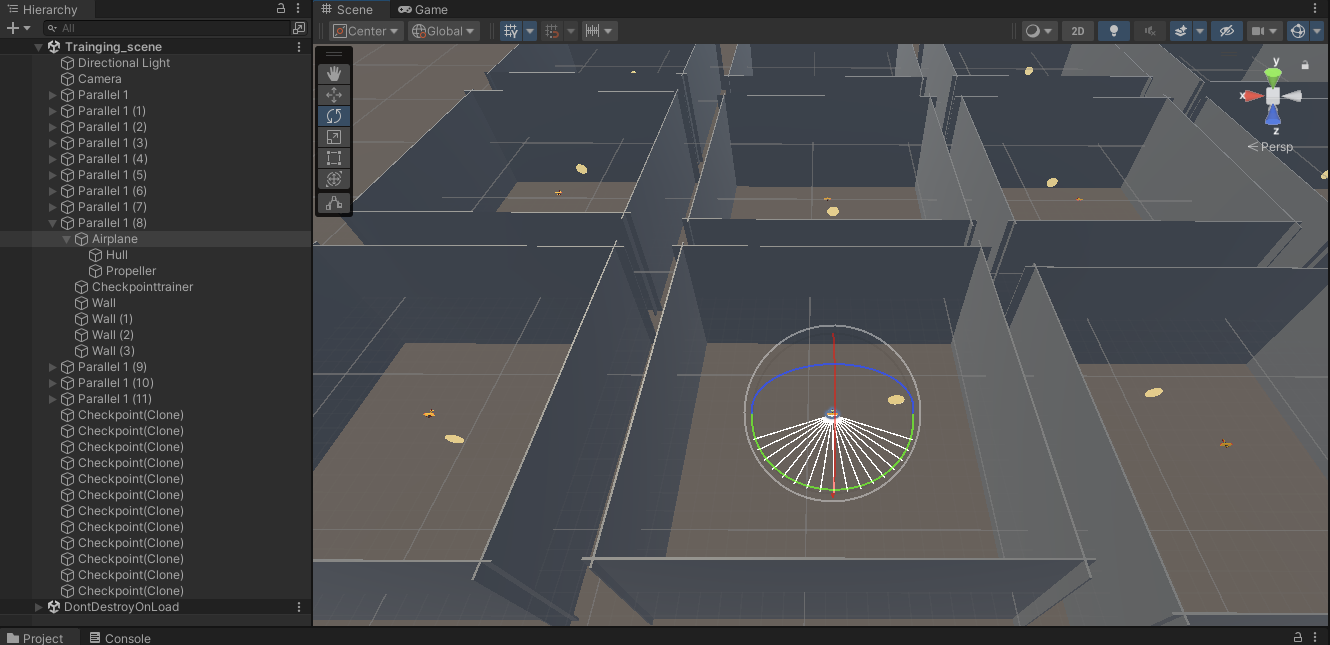 Hierarchy
All
Trainging_scene
Directional Light
Camera
Parallel 1
Parallel 1 (1)
Parallel 1 (2)
Parallel 1 (3)
Parallel 1 (4)
Parallel 1 (5)
Parallel 1 (6)
Parallel 1 (7)
Parallel 1 (8)
Airplane
Hull
Propeller
Checkpointtrainer
Wall
Wall (1)
Wall (2)
Wall (3)
Parallel 1 (9)
Parallel 1 (10)
Parallel 1 (11)
Checkpoint(Clone)
Checkpoint(Clone)
Checkpoint(Clone)
Checkpoint(Clone)
Checkpoint(Clone)
Checkpoint(Clone)
Checkpoint(Clone)
Checkpoint(Clone)
Checkpoint(Clone)
Checkpoint(Clone)
Checkpoint(Clone)
Checkpoint(Clone)
DontDestroyOnLoad
Scene Game
Center Global 2D
y
x
z
Persp
Project Console